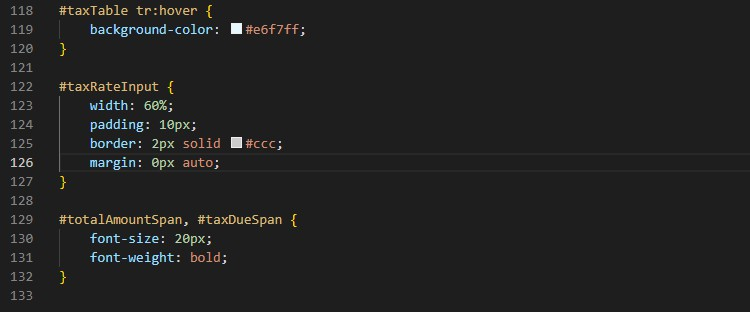 118 #taxTable tr:hover {
119     background-color: #e6f7ff;
120 }
121
122 #taxRateInput {
123     width: 60%;
124     padding: 10px;
125     border: 2px solid #ccc;
126     margin: 0px auto;
127 }
128
129 #totalAmountSpan, #taxDueSpan {
130     font-size: 20px;
131     font-weight: bold;
132 }
133